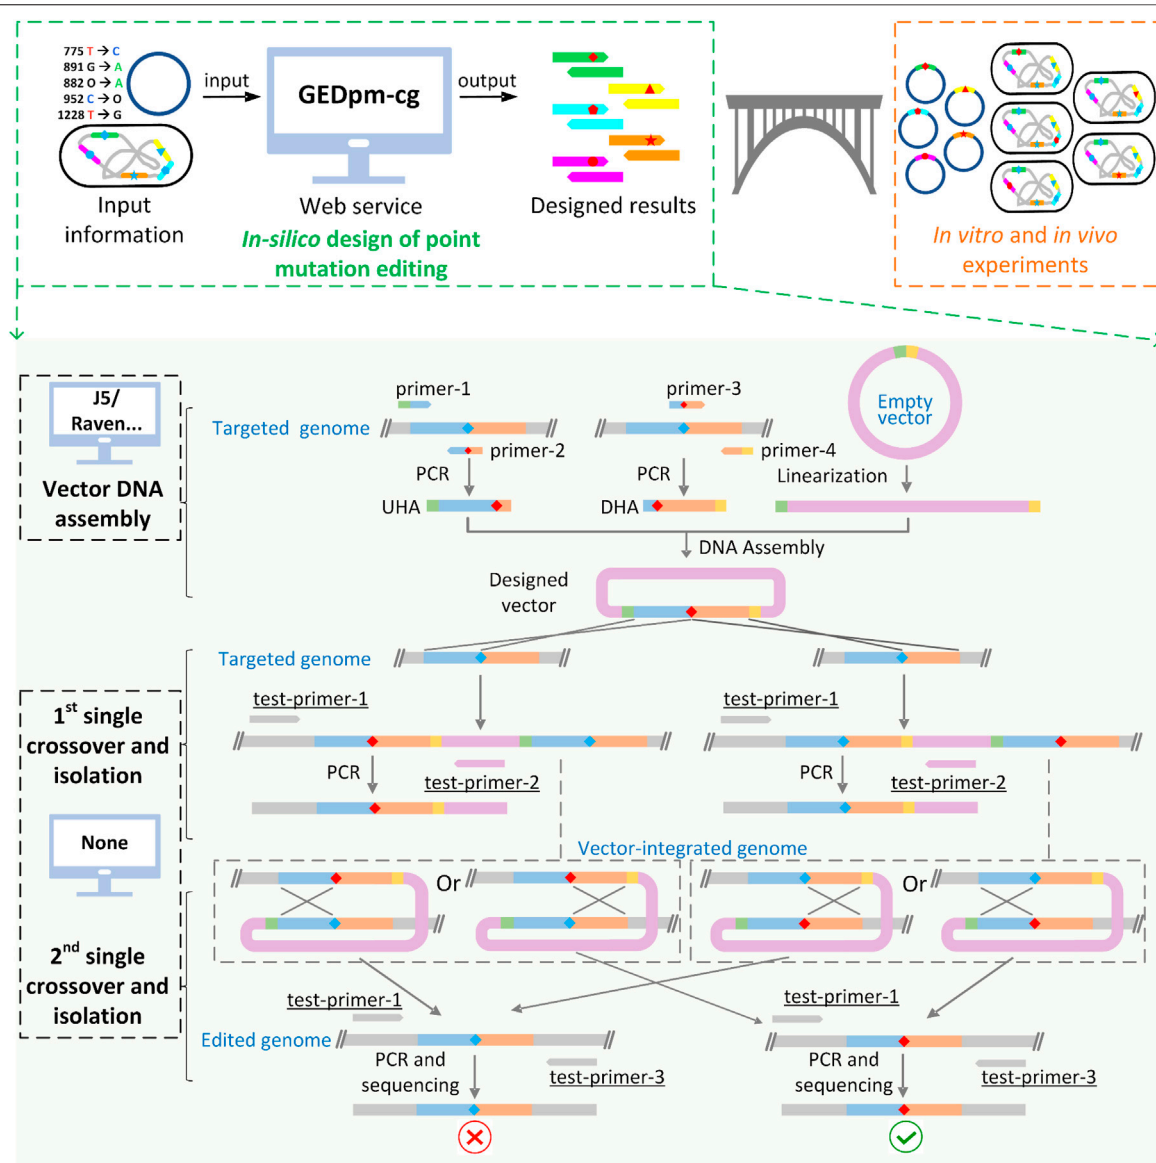 775 T → C
891 G → A
882 O → A
952 C → O
1228 T → G
input
GEDpm-cg
output
Input
information
Web service
Designed results
In-silico design of point
mutation editing
In vitro and in vivo
experiments
J5/
Raven...
Vector DNA
assembly
primer-1
primer-3
Empty
vector
Targeted genome
primer-2
primer-4
PCR
PCR
Linearization
UHA
DHA
DNA Assembly
Designed
vector
Targeted genome
1st single
crossover and
isolation
test-primer-1
test-primer-1
PCR
test-primer-2
PCR
test-primer-2
None
Vector-integrated genome
Or
Or
2nd single
crossover and
isolation
test-primer-1
test-primer-1
Edited genome
PCR and
sequencing
test-primer-3
PCR and
sequencing
test-primer-3